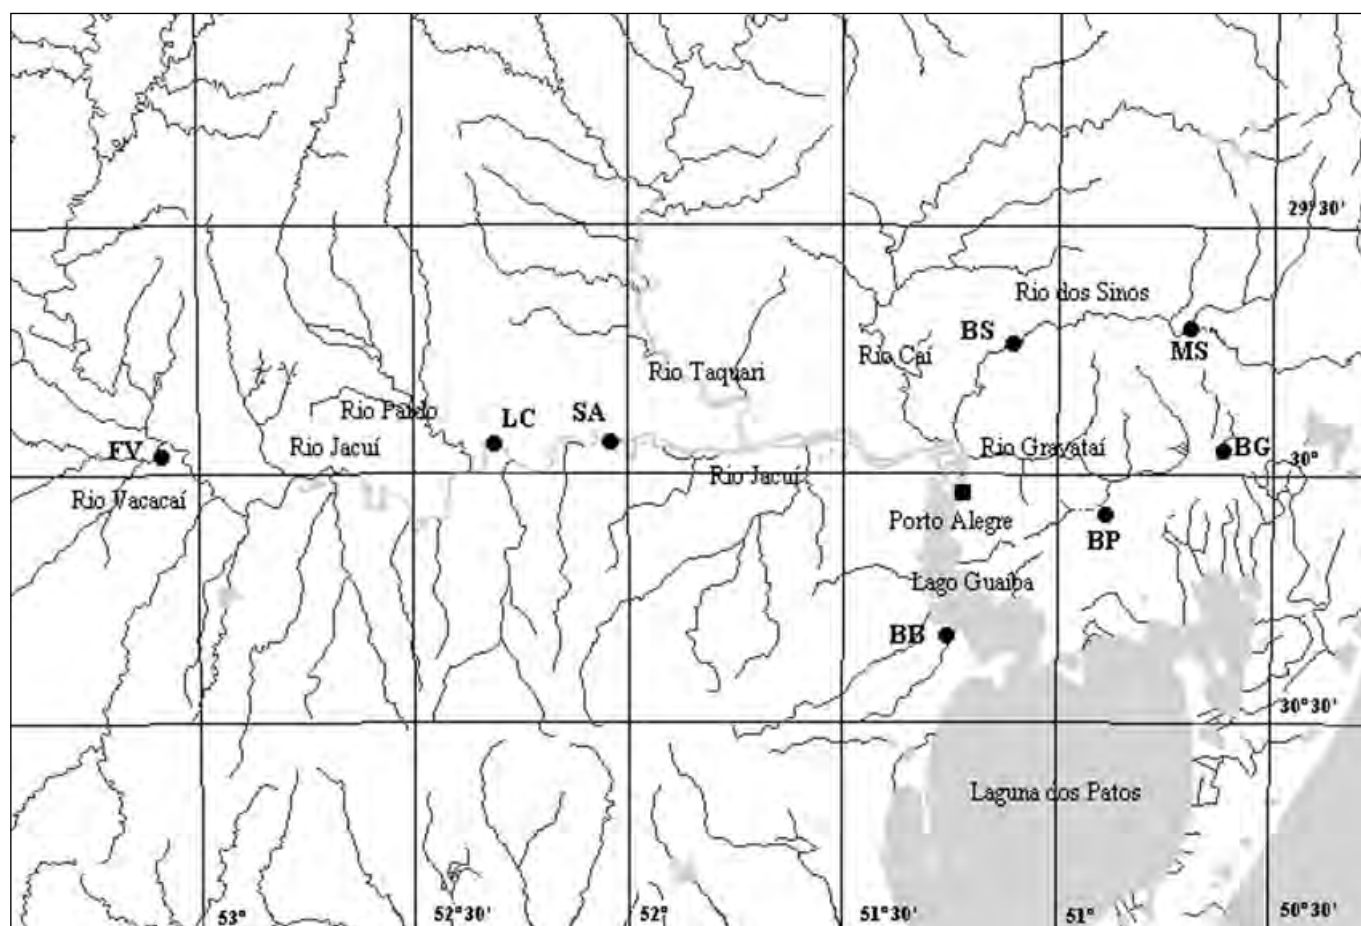 29°30'
Rio dos Sinos
BS
MS
Rio Caí
Rio Taquari
Rio Pardo
LC
SA
Rio Jacuí
FV
Rio Gravataí
BG
30°
Rio Jacuí
Rio Vacacaí
Porto Alegre
BP
Lago Guaíba
BB
30°30'
Laguna dos Patos
53°
52°30'
52°
51°30'
51°
50°30'